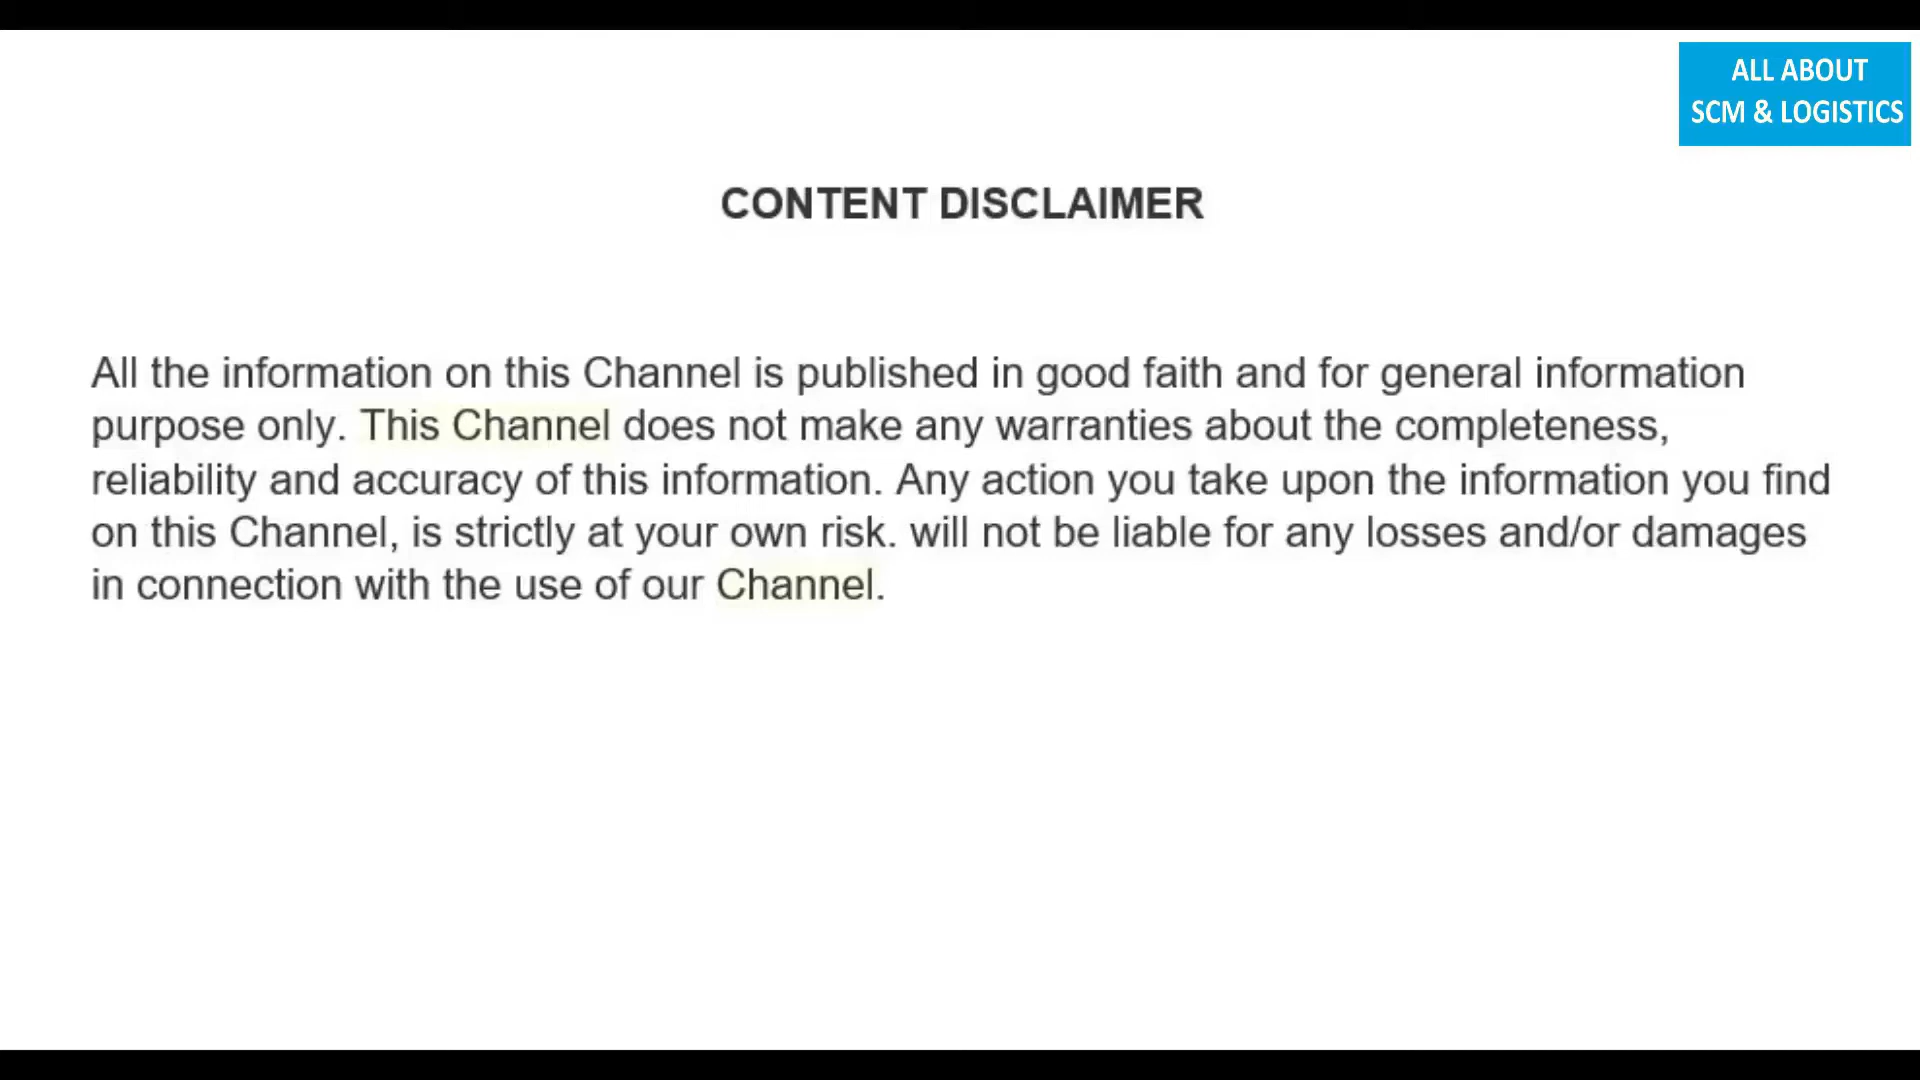 ALL ABOUT
SCM & LOGISTICS
CONTENT DISCLAIMER
All the information on this Channel is published in good faith and for general information
purpose only. This Channel does not make any warranties about the completeness,
reliability and accuracy of this information. Any action you take upon the information you find
on this Channel, is strictly at your own risk. will not be liable for any losses and/or damages
in connection with the use of our Channel.